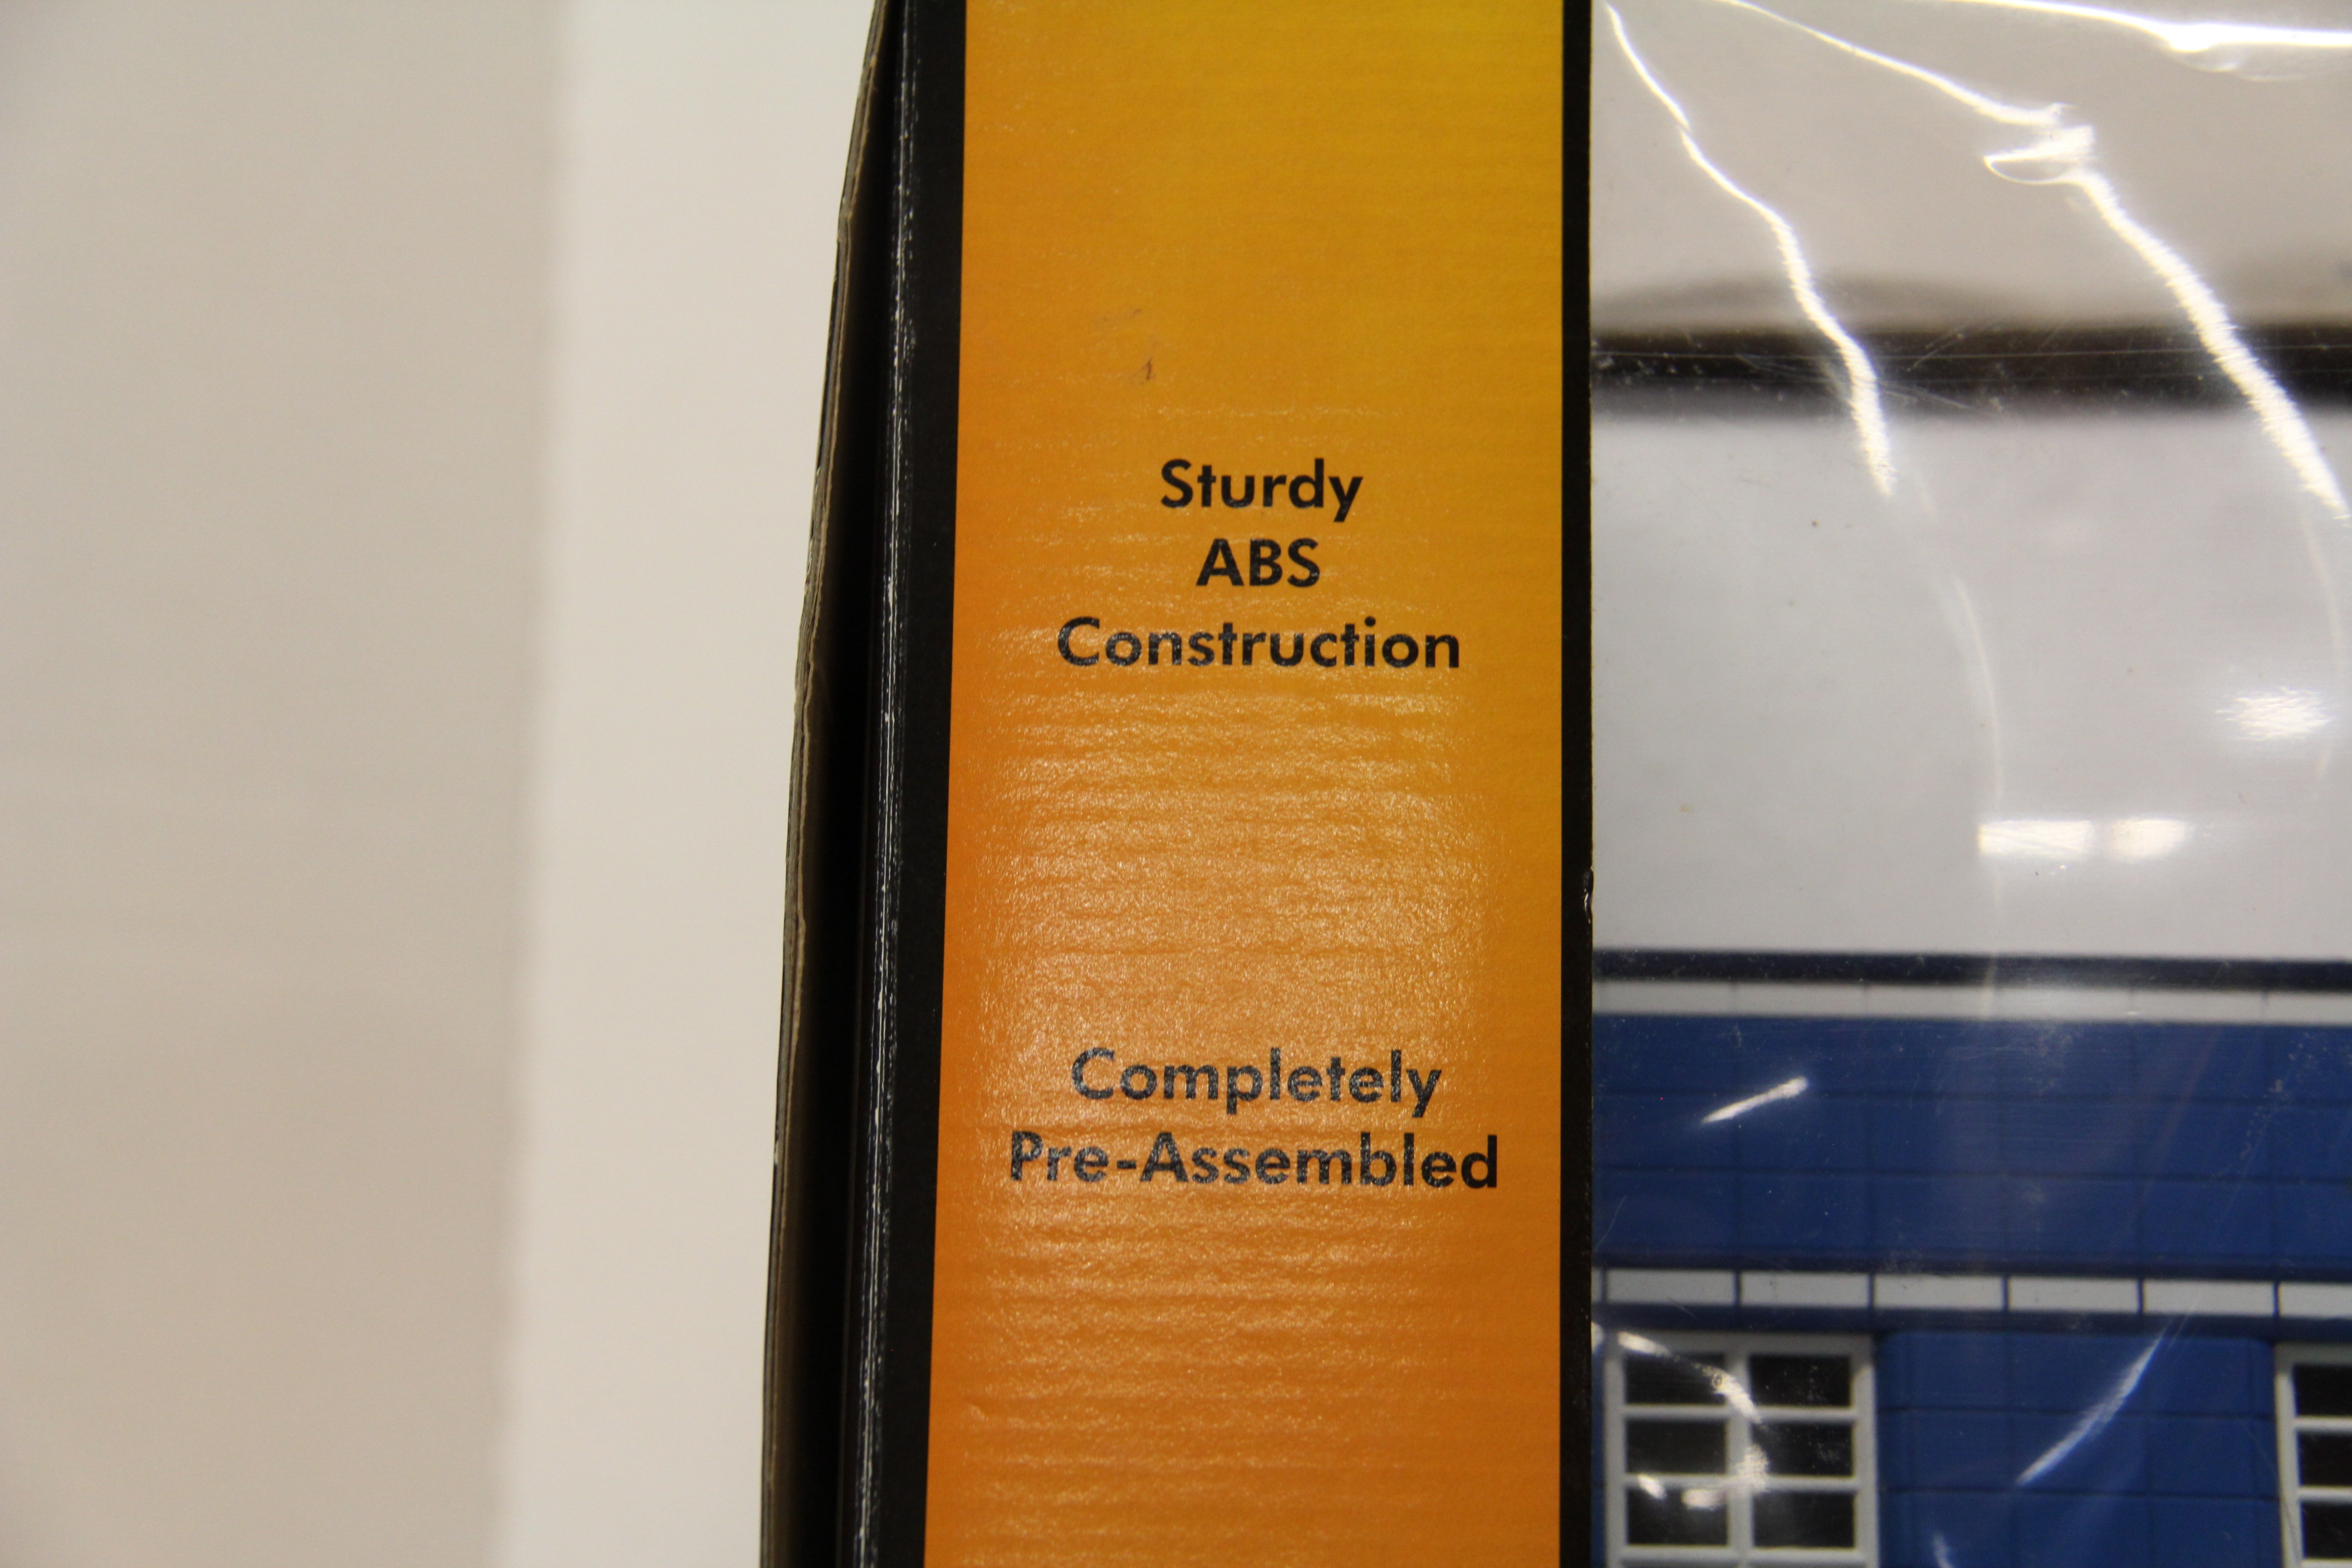 Sturdy
ABS
Construction
Completely
Pre-Assembled